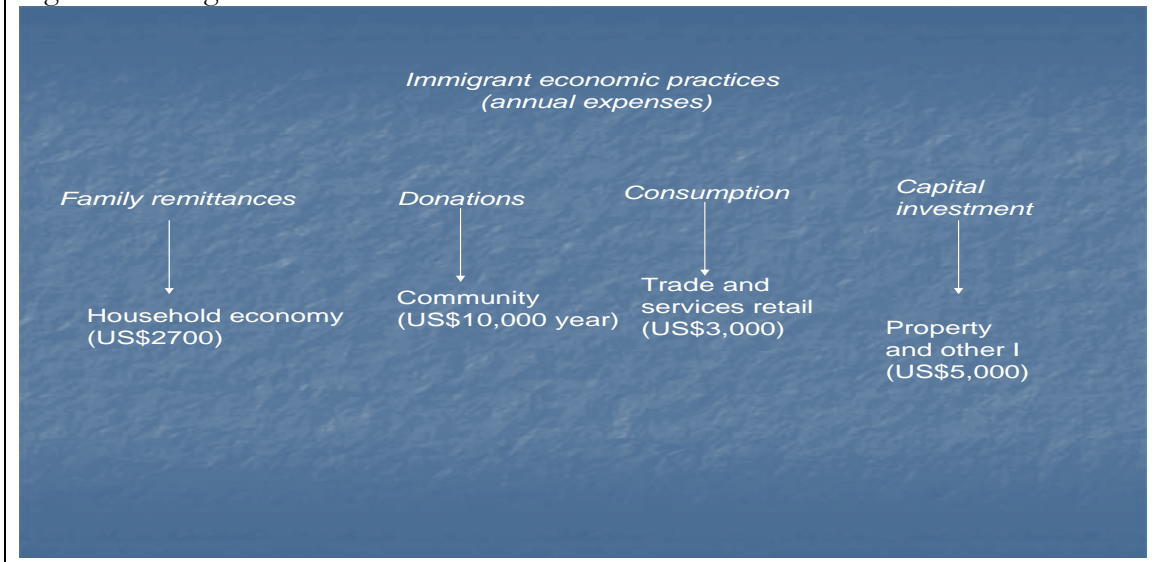 Immigrant economic practices
(annual expenses)
Family remittances
Household economy
(US$2700)
Donations
Community
(US$10,000 year)
Consumption
Trade and
services retail
(US$3,000)
Capital
investment
Property
and other I
(US$5,000)